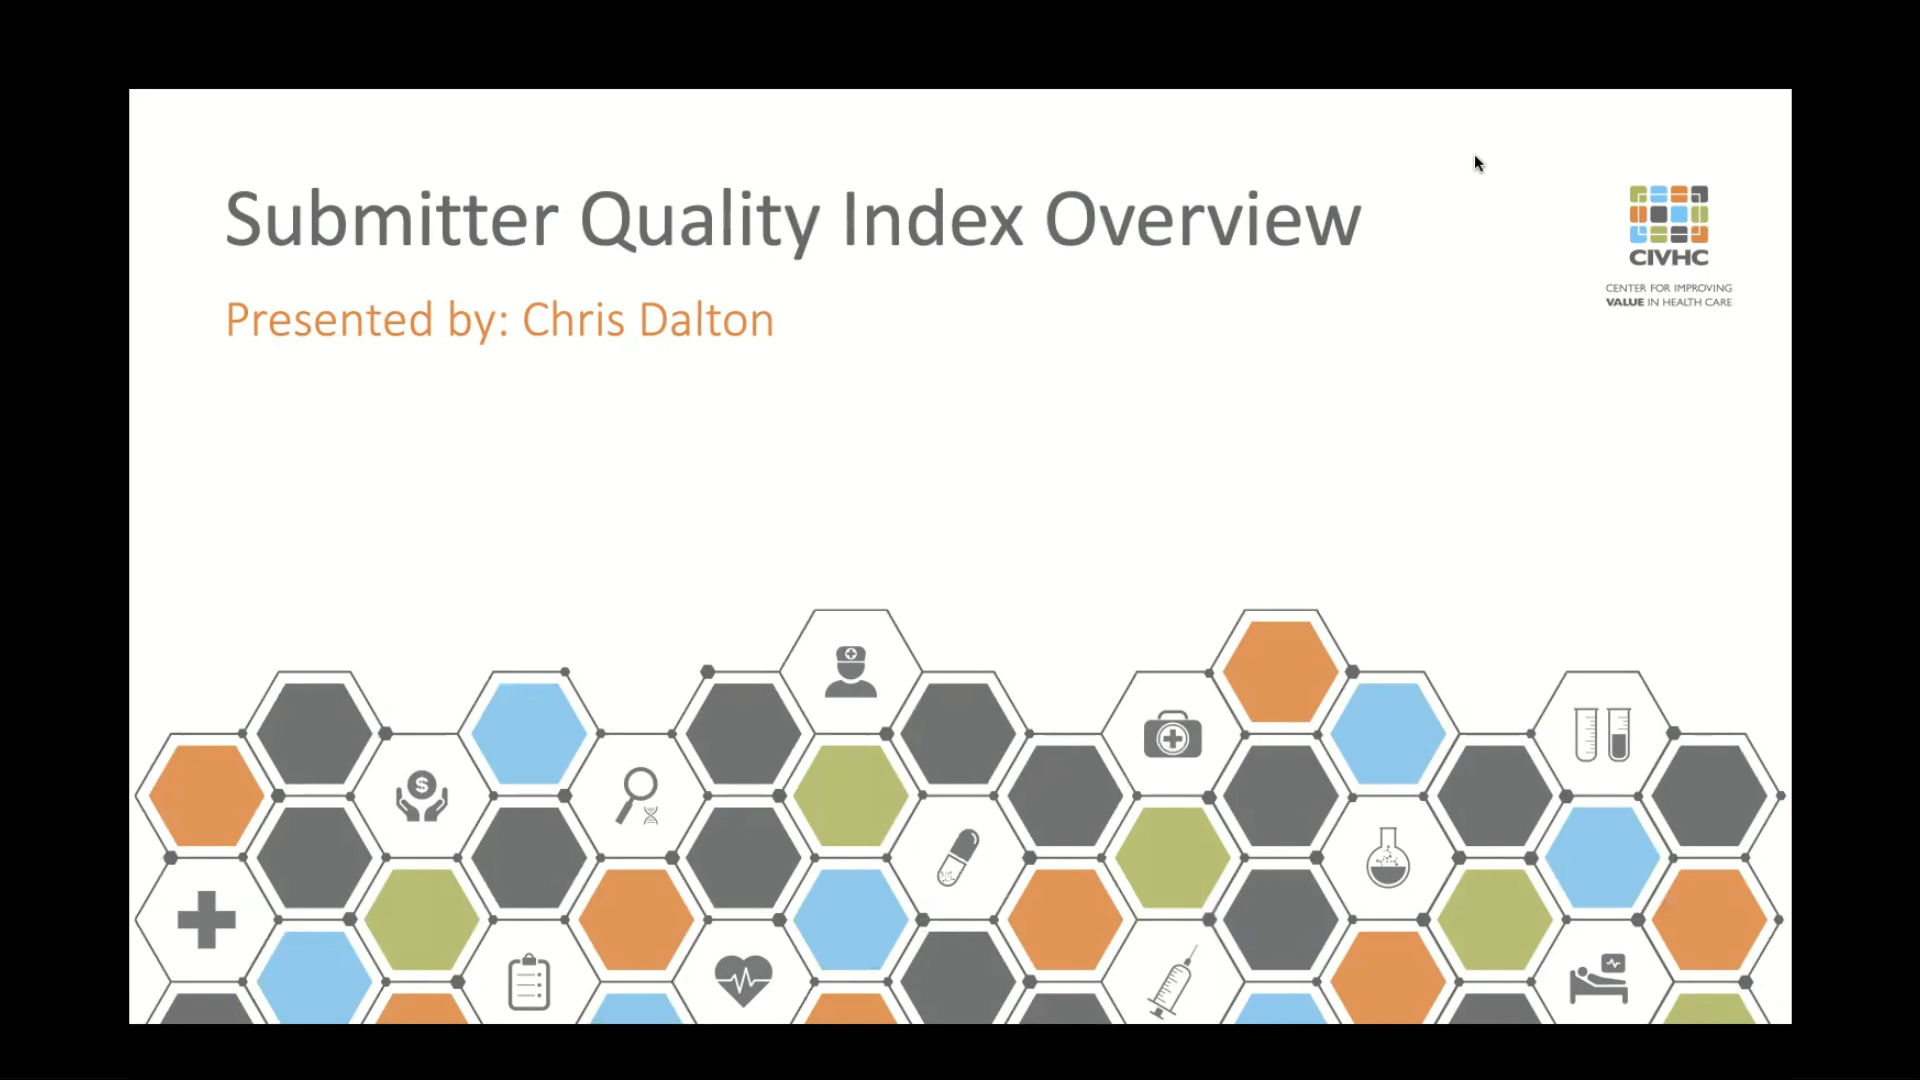 Submitter Quality Index Overview
Presented by: Chris Dalton
CIVHC
CENTER FOR IMPROVING
VALUE IN HEALTH CARE
$